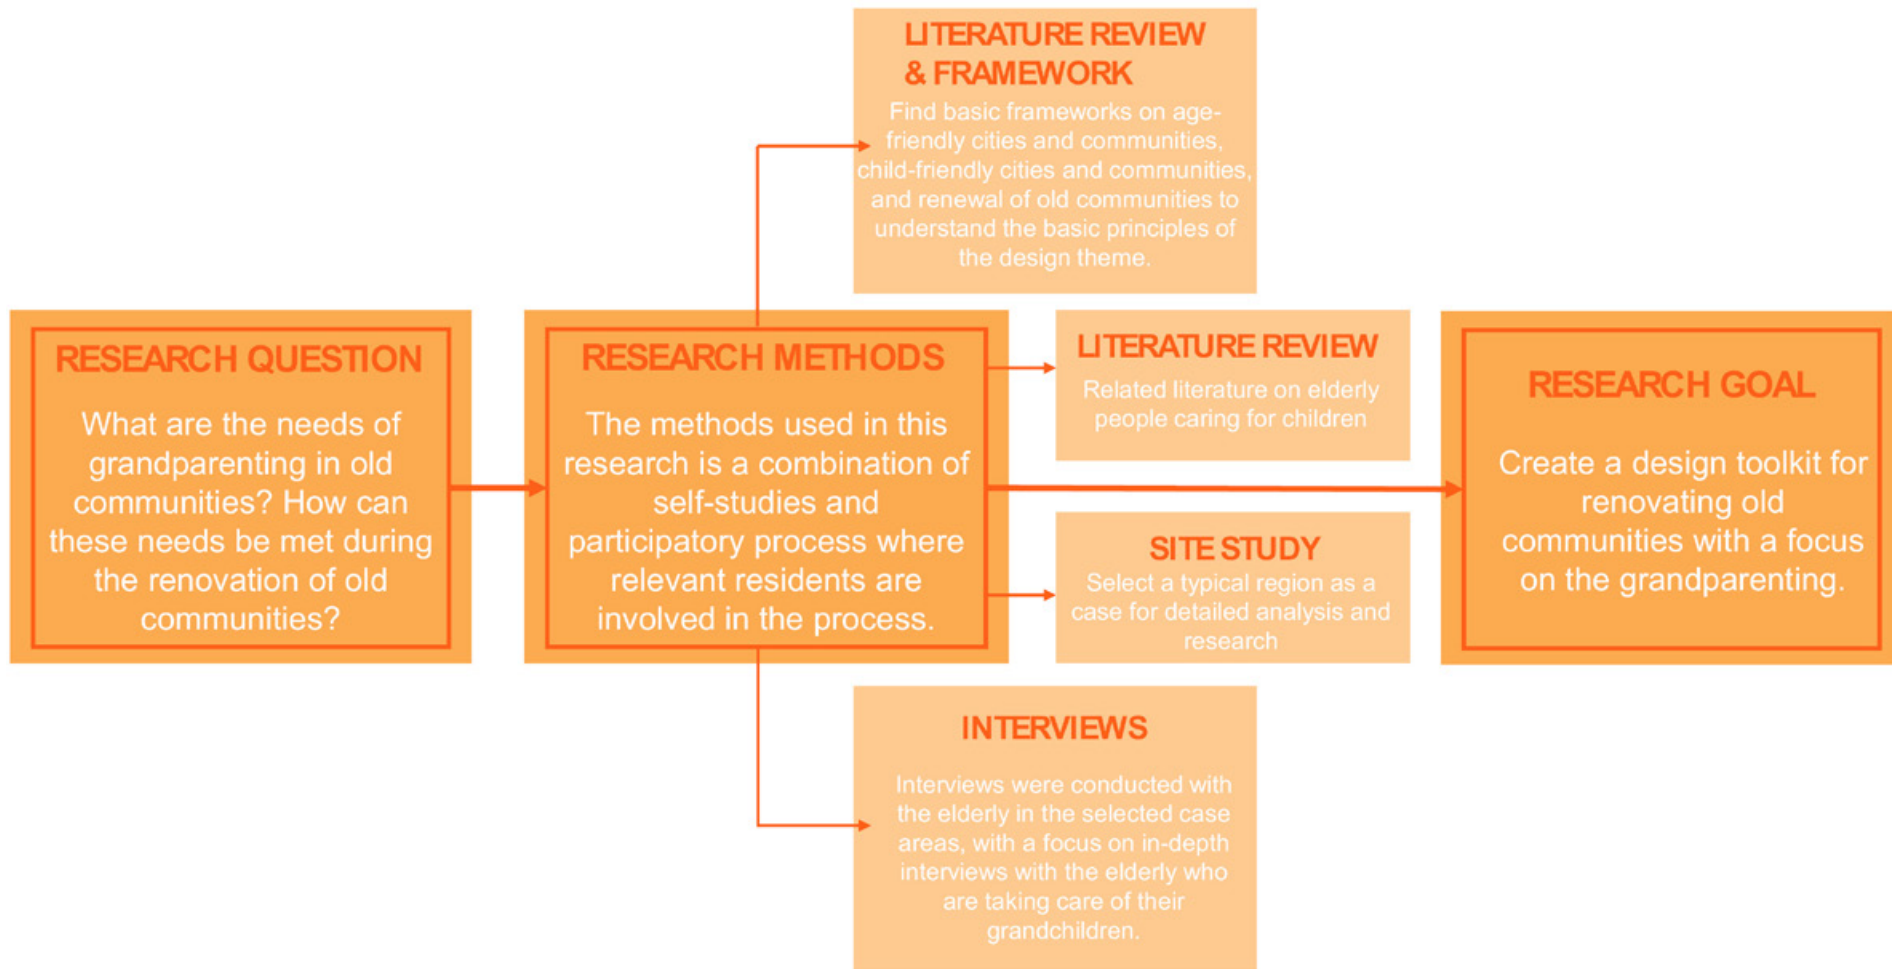 LITERATURE REVIEW
& FRAMEWORK
Find basic frameworks on age-
friendly cities and communities,
child-friendly cities and communities,
and renewal of old communities to
understand the basic principles of
the design theme.
RESEARCH QUESTION
What are the needs of
grandparenting in old
communities? How can
these needs be met during
the renovation of old
communities?
RESEARCH METHODS
The methods used in this
research is a combination of
self-studies and
participatory process where
relevant residents are
involved in the process.
LITERATURE REVIEW
Related literature on elderly
people caring for children
SITE STUDY
Select a typical region as a
case for detailed analysis and
research
RESEARCH GOAL
Create a design toolkit for
renovating old
communities with a focus
on the grandparenting.
INTERVIEWS
Interviews were conducted with
the elderly in the selected case
areas, with a focus on in-depth
interviews with the elderly who
are taking care of their
grandchildren.